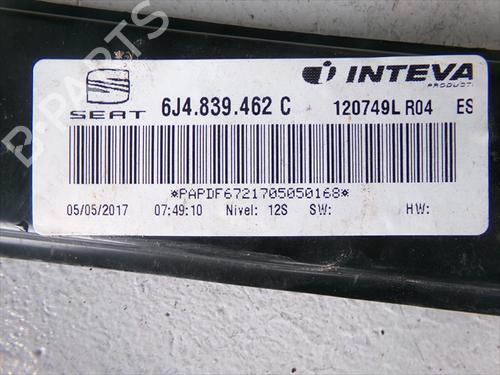 INTEVA
PRODUCTS
SEAT
6J4.839.462 C
120749L R04 ES
*PAPDF6721705050168*
05/05/2017 07:49:10 Nivel: 12S SW: HW:
B-PARTS